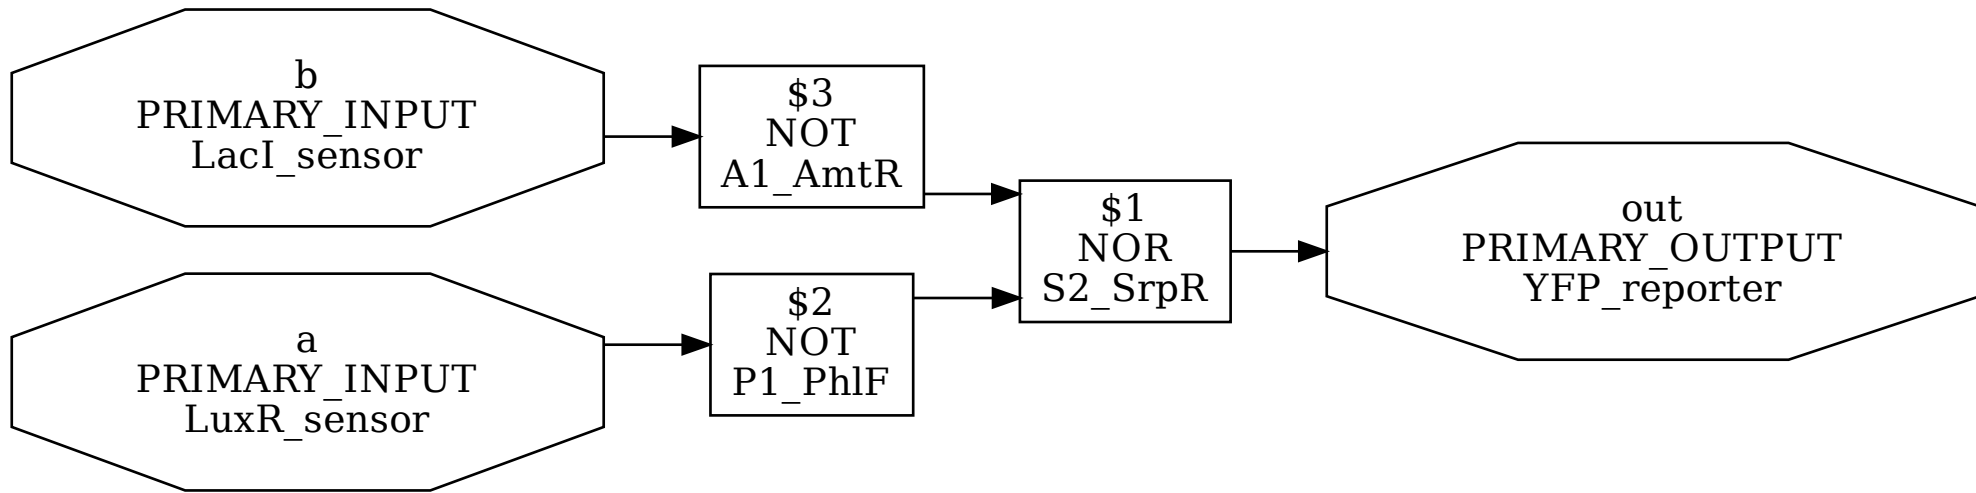 b
PRIMARY_INPUT
LacI_sensor
$3
NOT
A1_AmtR
a
PRIMARY_INPUT
LuxR_sensor
$2
NOT
P1_PhlF
$1
NOR
S2_SrpR
out
PRIMARY_OUTPUT
YFP_reporter